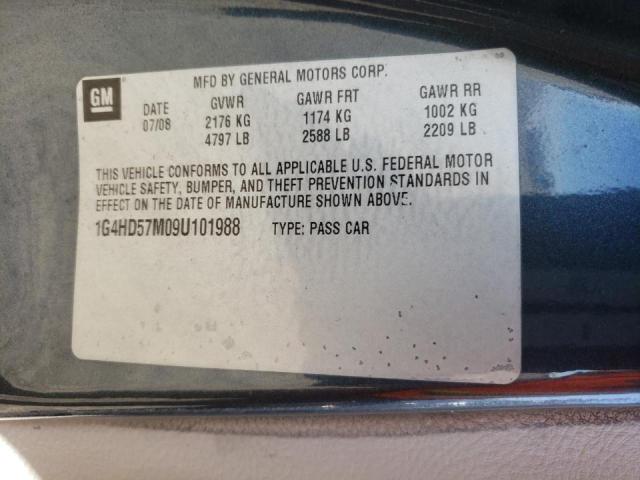 MFD BY GENERAL MOTORS CORP.
GM
DATE GVWR GAWR FRT GAWR RR
07/08 2176 KG 1174 KG 1002 KG
4797 LB 2588 LB 2209 LB
THIS VEHICLE CONFORMS TO ALL APPLICABLE U.S. FEDERAL MOTOR
VEHICLE SAFETY, BUMPER, AND THEFT PREVENTION STANDARDS IN
EFFECT ON THE DATE OF MANUFACTURE SHOWN ABOVE.
1G4HD57M09U101988 TYPE: PASS CAR